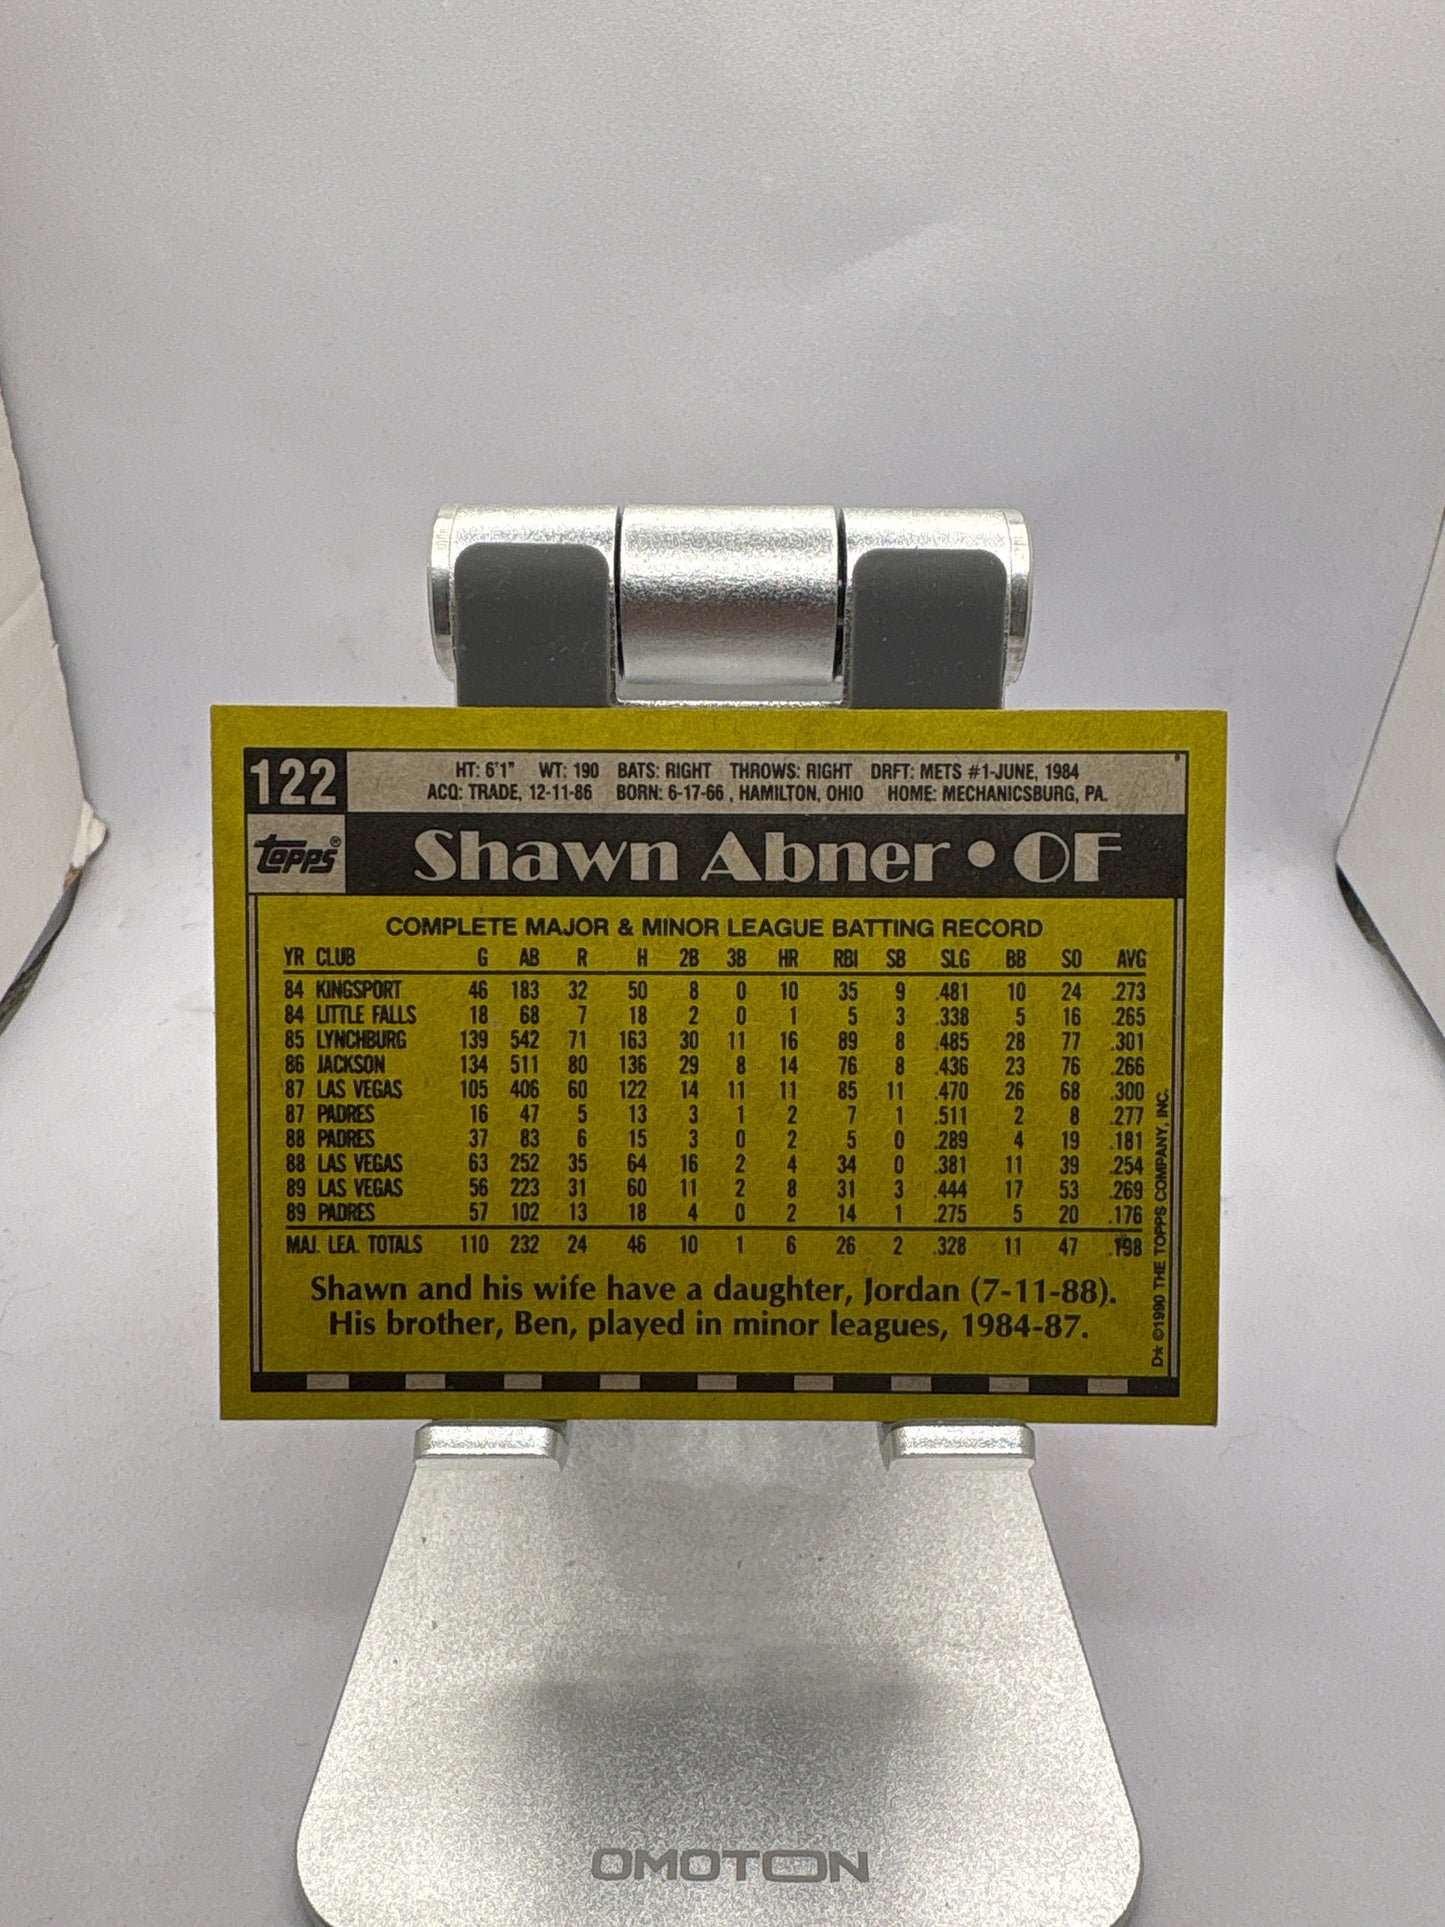 122
HT: 6'1" WT: 190 BATS: RIGHT THROWS: RIGHT DRFT: METS #1-JUNE, 1984
ACQ: TRADE, 12-11-86 BORN: 6-17-66 , HAMILTON, OHIO HOME: MECHANICSBURG, PA.
TOPPS®
Shawn Abner • OF
COMPLETE MAJOR & MINOR LEAGUE BATTING RECORD
YR CLUB G AB R H 2B 3B HR RBI SB SLG BB SO AVG
84 KINGSPORT 46 183 32 50 8 0 10 35 9 .481 10 24 .273
84 LITTLE FALLS 18 68 7 18 2 0 1 5 3 .338 5 16 .265
85 LYNCHBURG 139 542 71 163 30 11 16 89 8 .485 28 77 .301
86 JACKSON 134 511 80 136 29 8 14 76 8 .436 23 76 .266
87 LAS VEGAS 105 406 60 122 14 11 11 85 11 .470 26 68 .300
87 PADRES 16 47 5 13 3 1 2 7 1 .511 2 8 .277
88 PADRES 37 83 6 15 3 0 2 5 0 .289 4 19 .181
88 LAS VEGAS 63 252 35 64 16 2 4 34 0 .381 11 39 .254
89 LAS VEGAS 56 223 31 60 11 2 8 31 3 .444 17 53 .269
89 PADRES 57 102 13 18 4 0 2 14 1 .275 5 20 .176
MAJ. LEA. TOTALS 110 232 24 46 10 1 6 26 2 .328 11 47 .198
Shawn and his wife have a daughter, Jordan (7-11-88).
His brother, Ben, played in minor leagues, 1984-87.
D* ©1990 THE TOPPS COMPANY, INC.
OMOTON